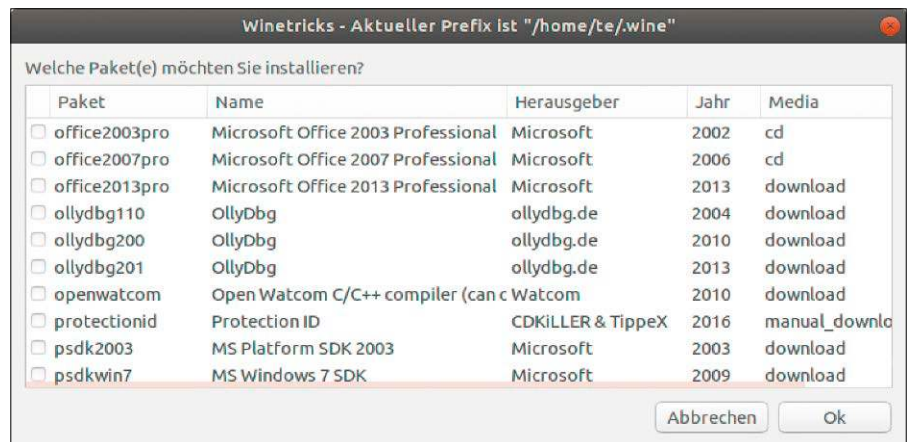 Winetricks - Aktueller Prefix ist "/home/te/.wine"
Welche Paket(e) möchten Sie installieren?
Paket Name Herausgeber Jahr Media
office2003pro Microsoft Office 2003 Professional Microsoft 2002 cd
office2007pro Microsoft Office 2007 Professional Microsoft 2006 cd
office2013pro Microsoft Office 2013 Professional Microsoft 2013 download
ollydbg110 OllyDbg ollydbg.de 2004 download
ollydbg200 OllyDbg ollydbg.de 2010 download
ollydbg201 OllyDbg ollydbg.de 2013 download
openwatcom Open Watcom C/C++ compiler (can c Watcom 2010 download
protectionid Protection ID CDKiLLER & TippeX 2016 manual_downlo
psdk2003 MS Platform SDK 2003 Microsoft 2003 download
psdkwin7 MS Windows 7 SDK Microsoft 2009 download
Abbrechen Ok